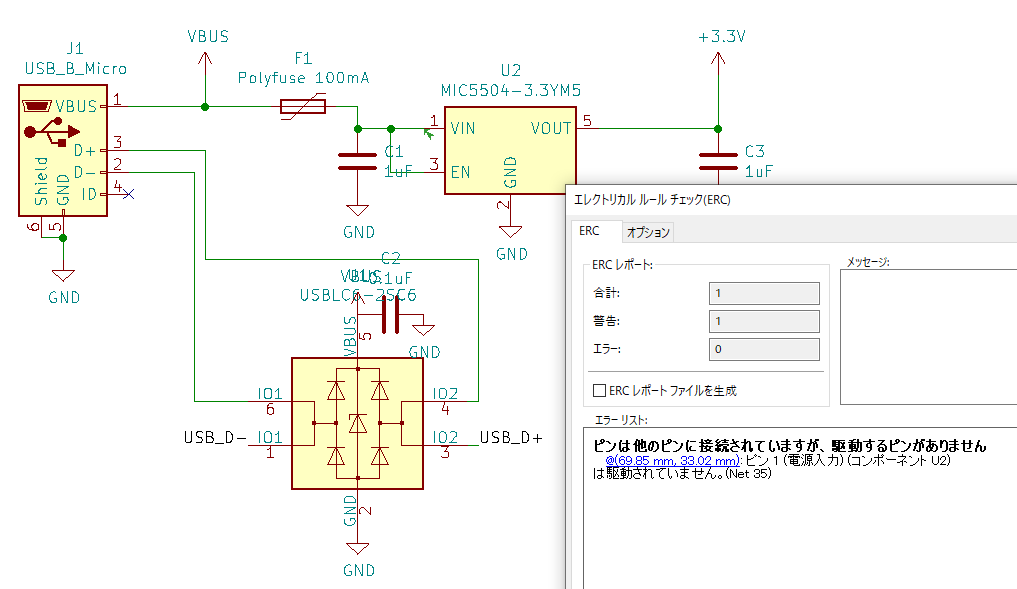 VBUS
+3.3V
J1
USB_B_Micro
F1
Polyfuse 100mA
U2
MIC5504-3.3YM5
VBUS 1
D+ 3
D- 2
ID 4
Shield
GND
6
5
GND
1 VIN
VOUT 5
3 EN
GND
2
GND
C1
1uF
GND
C3
1uF
C2
0.1uF
VBUS
U1
USBLC6-2SC6
VBUS
5
GND
IO1
6
IO2
4
USB_D-
IO1
1
IO2
3
USB_D+
GND
2
GND
エレクトリカル ルール チェック(ERC)
ERC
オプション
ERC レポート:
合計:
1
警告:
1
エラー:
0
ERC レポート ファイルを生成
メッセージ:
エラー リスト:
ピンは他のピンに接続されていますが、駆動するピンがありません
@(69.85 mm, 33.02 mm): ピン 1 (電源入力) (コンポーネント U2)
は駆動されていません。(Net 35)